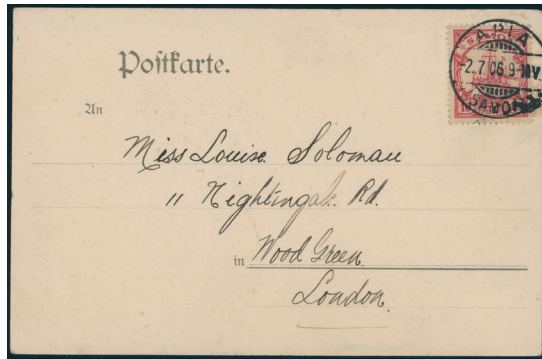 SAMOA
APIA
-2.7.06.9-10V.
SAMOA
Postkarte.
An
Miss Louise Solomau
11 Nightingale Rd.
in Wood Green
London